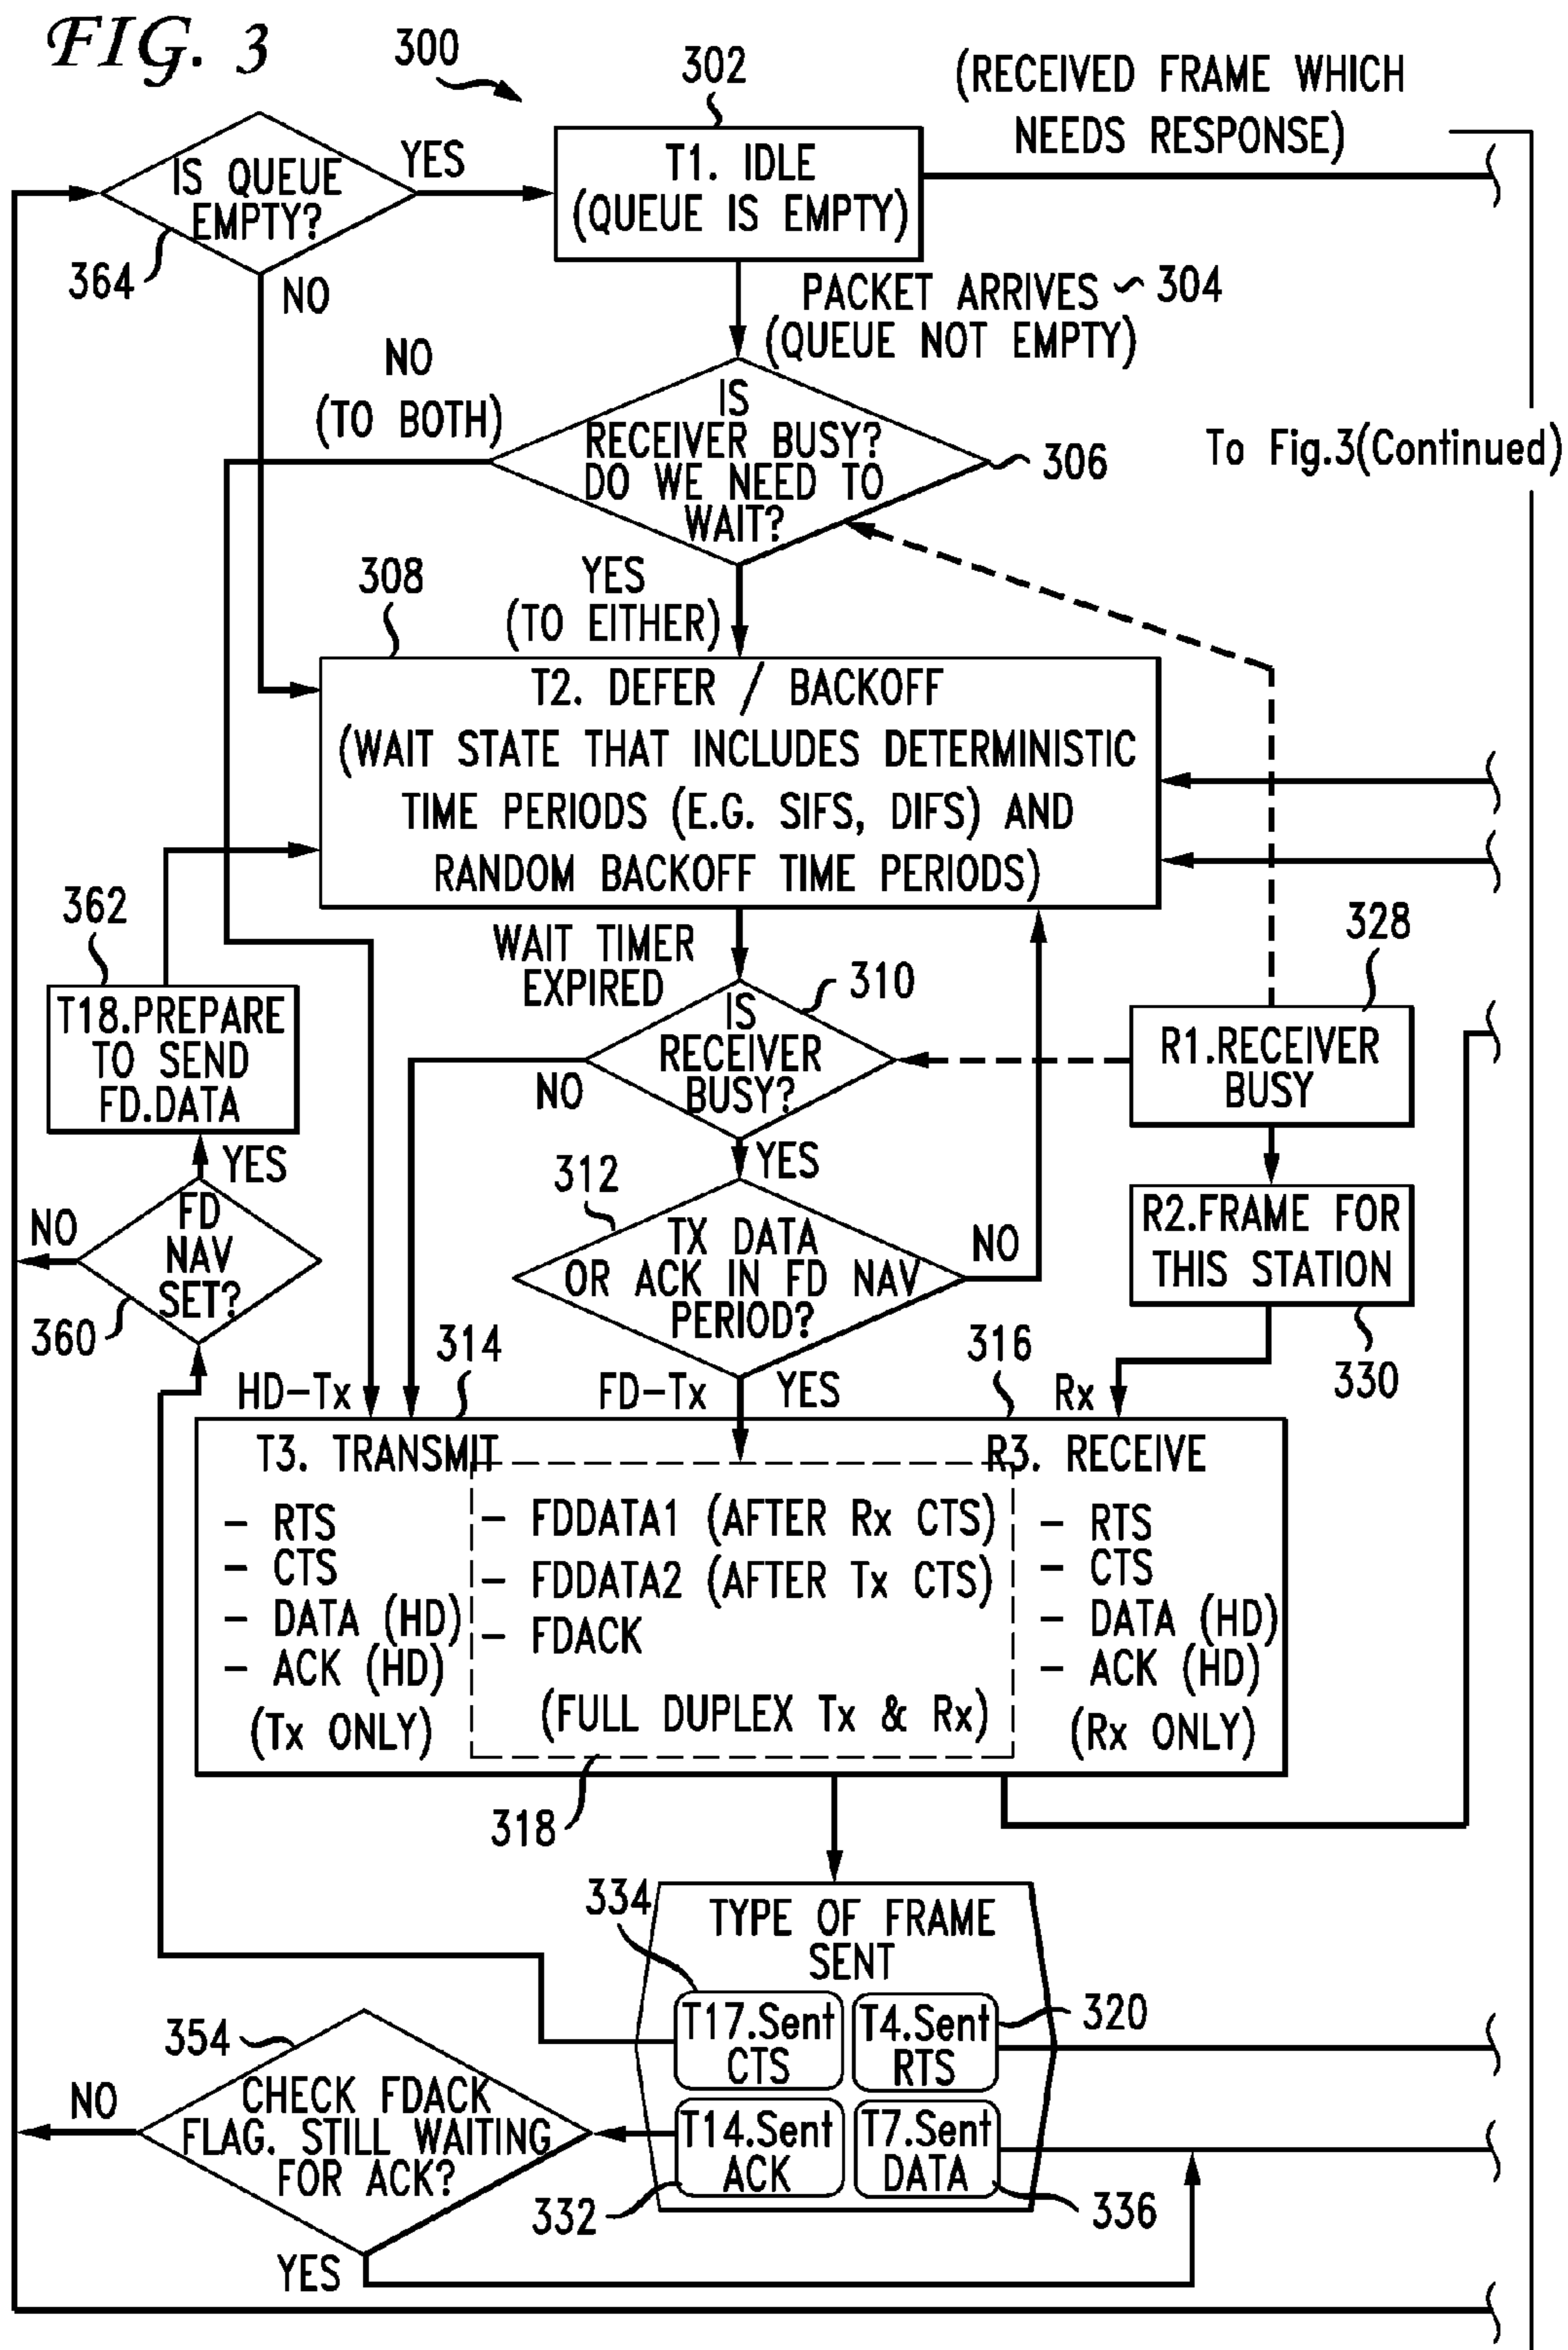 FIG. 3
300
302
(RECEIVED FRAME WHICH
NEEDS RESPONSE)
IS QUEUE
EMPTY?
YES
364
NO
T1. IDLE
(QUEUE IS EMPTY)
PACKET ARRIVES
304
(QUEUE NOT EMPTY)
NO
(TO BOTH)
IS
RECEIVER BUSY?
DO WE NEED TO
WAIT?
306
To Fig.3(Continued)
308
YES
(TO EITHER)
T2. DEFER / BACKOFF
(WAIT STATE THAT INCLUDES DETERMINISTIC
TIME PERIODS (E.G. SIFS, DIFS) AND
RANDOM BACKOFF TIME PERIODS)
362
WAIT TIMER
EXPIRED
310
328
T18.PREPARE
TO SEND
FD.DATA
IS
RECEIVER
BUSY?
NO
R1.RECEIVER
BUSY
YES
312
YES
NO
FD
NAV
SET?
360
TX DATA
OR ACK IN FD NAV
PERIOD?
NO
R2.FRAME FOR
THIS STATION
330
314
316
HD-Tx
FD-Tx
YES
Rx
T3. TRANSMIT
- RTS
- CTS
- DATA (HD)
- ACK (HD)
(Tx ONLY)
- FDDATA1 (AFTER Rx CTS)
- FDDATA2 (AFTER Tx CTS)
- FDACK
(FULL DUPLEX Tx & Rx)
R3. RECEIVE
- RTS
- CTS
- DATA (HD)
- ACK (HD)
(Rx ONLY)
318
334
TYPE OF FRAME
SENT
T17.Sent
CTS
T4.Sent
RTS
320
354
NO
CHECK FDACK
FLAG. STILL WAITING
FOR ACK?
T14.Sent
ACK
T7.Sent
DATA
332
336
YES